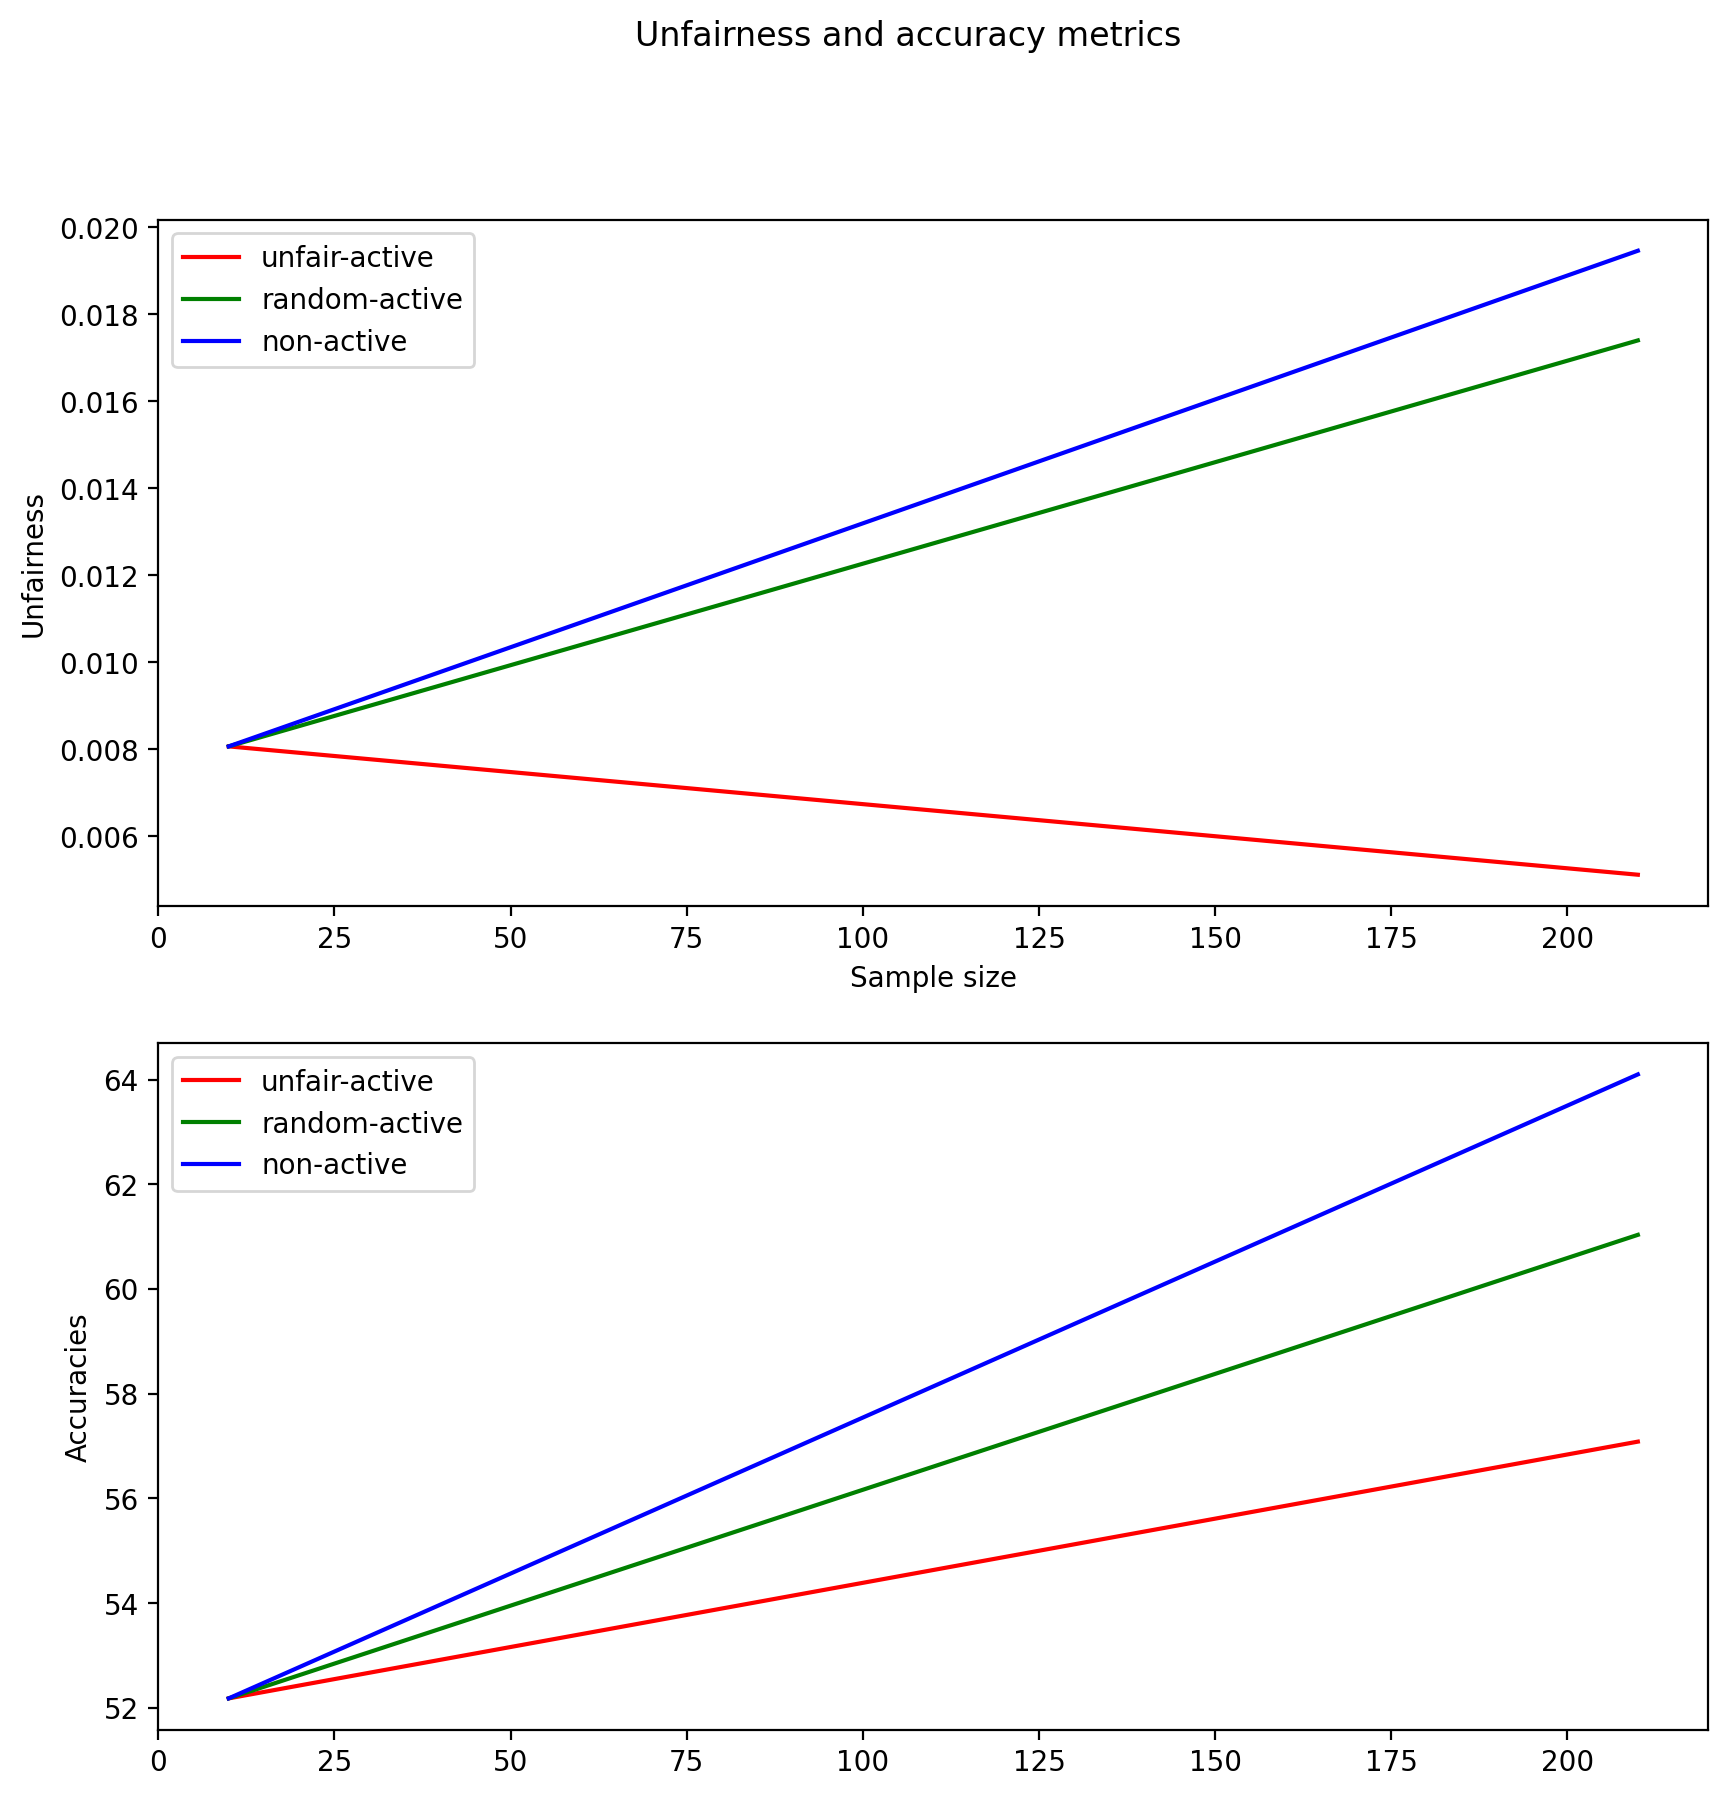 Unfairness and accuracy metrics
0.020
0.018
0.016
0.014
0.012
0.010
0.008
0.006
Unfairness
unfair-active
random-active
non-active
0 25 50 75 100 125 150 175 200
Sample size
64
62
60
58
56
54
52
Accuracies
unfair-active
random-active
non-active
0 25 50 75 100 125 150 175 200